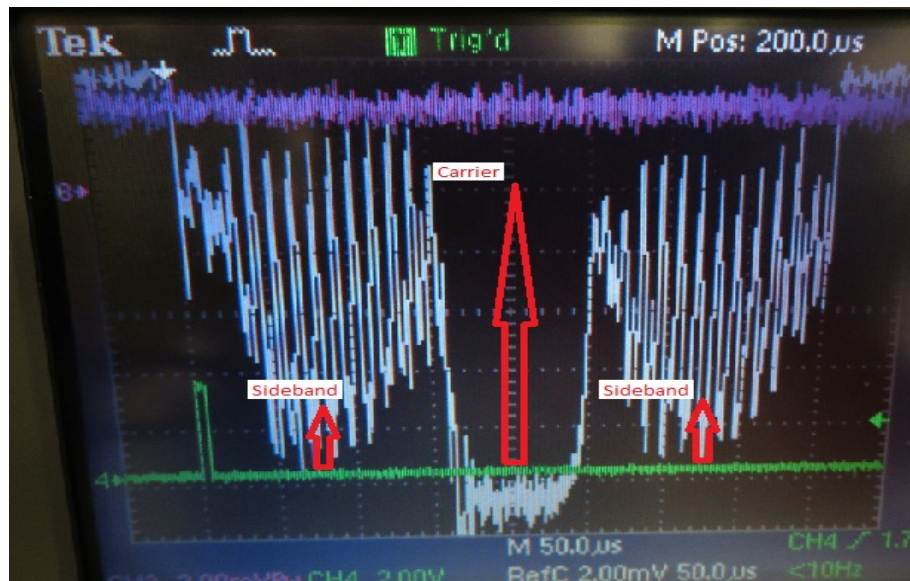 Tek Trig'd M Pos: 200.0µs
Carrier
Sideband
Sideband
4
M 50.0µs CH4
CH4 2.00V RefC 2.00mV 50.0µs <10Hz